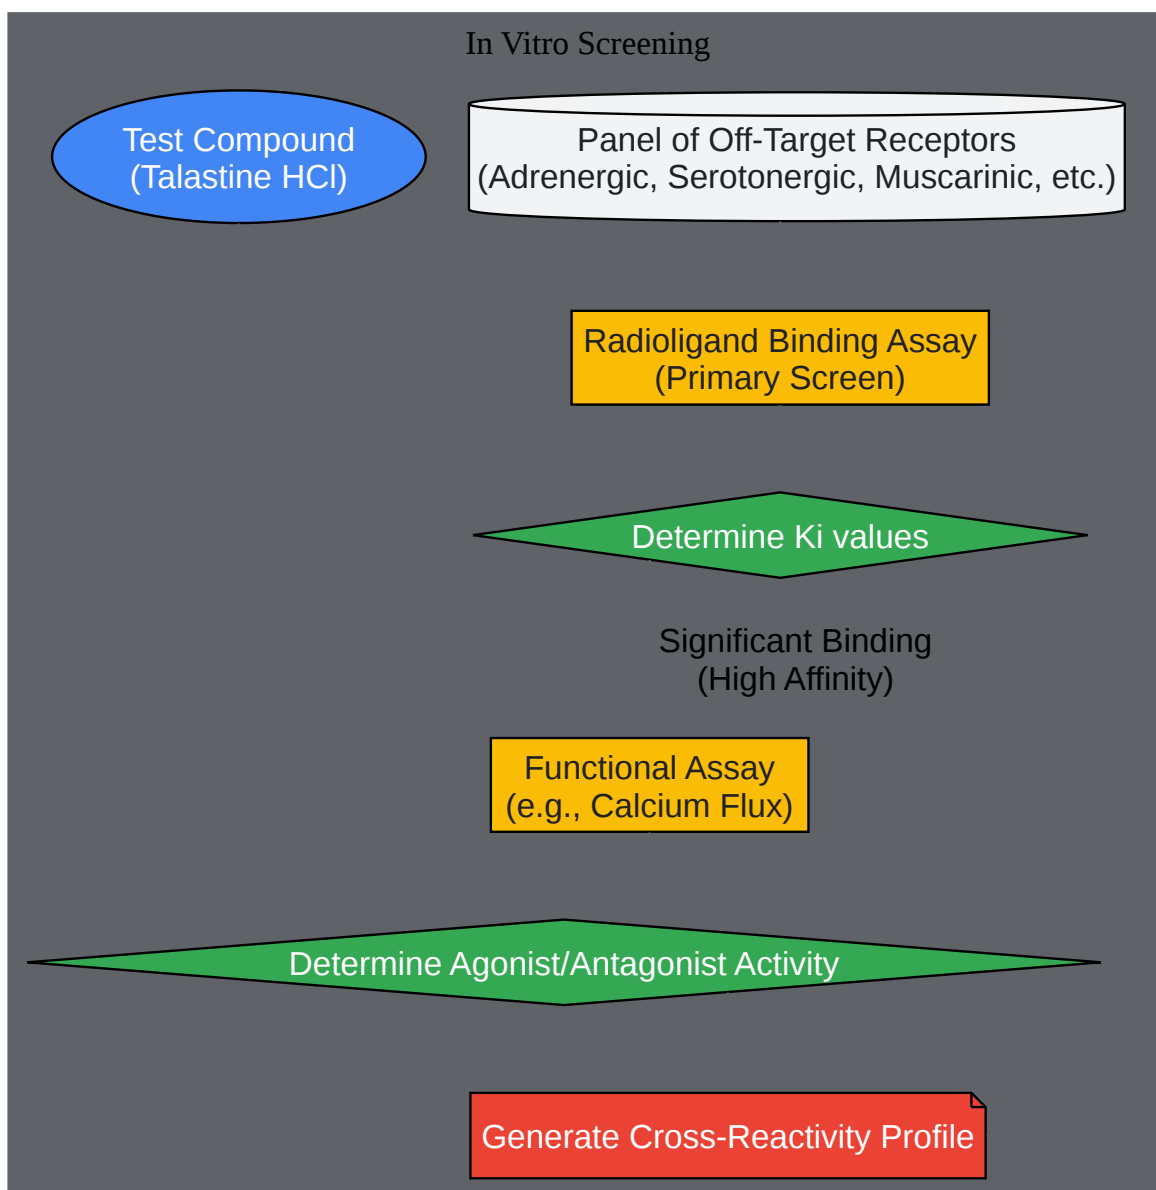 In Vitro Screening
Test Compound
(Talastine HCl)
Panel of Off-Target Receptors
(Adrenergic, Serotonergic, Muscarinic, etc.)
Radioligand Binding Assay
(Primary Screen)
Determine Ki values
Significant Binding
(High Affinity)
Functional Assay
(e.g., Calcium Flux)
Determine Agonist/Antagonist Activity
Generate Cross-Reactivity Profile